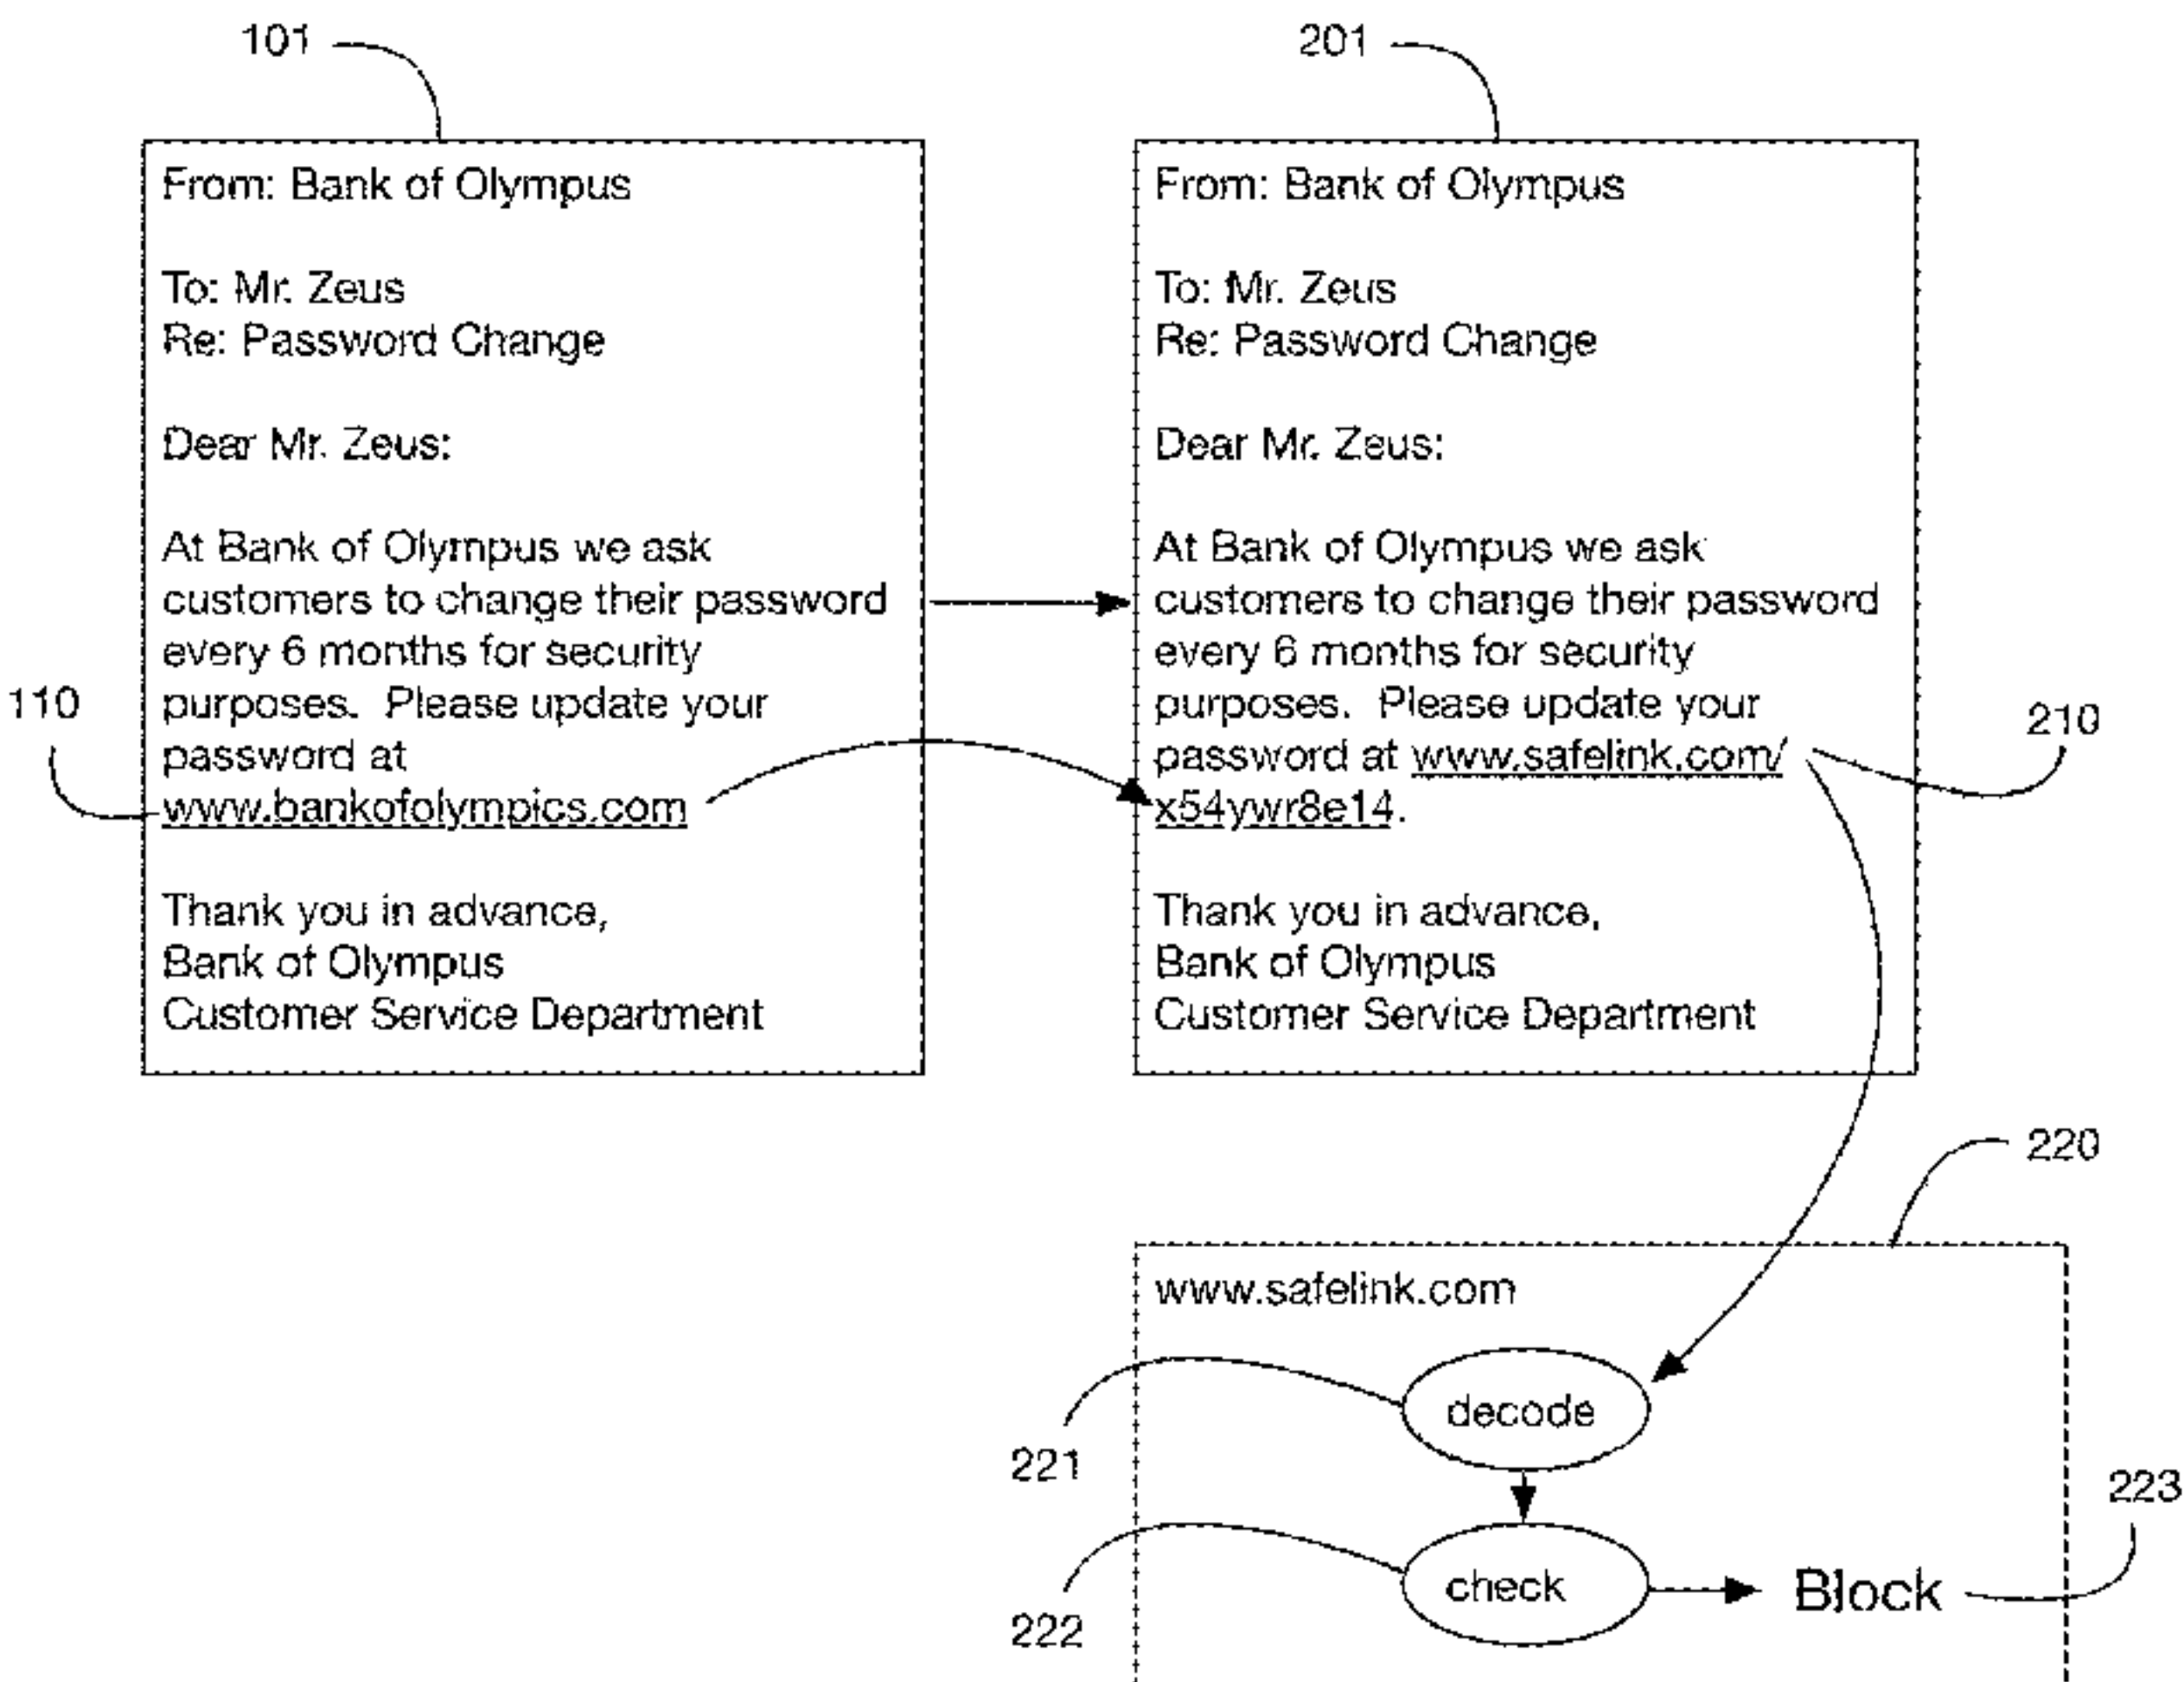 101
201
From: Bank of Olympus
To: Mr. Zeus
Re: Password Change
Dear Mr. Zeus:
At Bank of Olympus we ask
customers to change their password
every 6 months for security
purposes.  Please update your
password at
www.bankofolympics.com
Thank you in advance,
Bank of Olympus
Customer Service Department
110
From: Bank of Olympus
To: Mr. Zeus
Re: Password Change
Dear Mr. Zeus:
At Bank of Olympus we ask
customers to change their password
every 6 months for security
purposes.  Please update your
password at www.safelink.com/
x54ywr8e14.
Thank you in advance,
Bank of Olympus
Customer Service Department
210
220
www.safelink.com
decode
221
check
Block
223
222